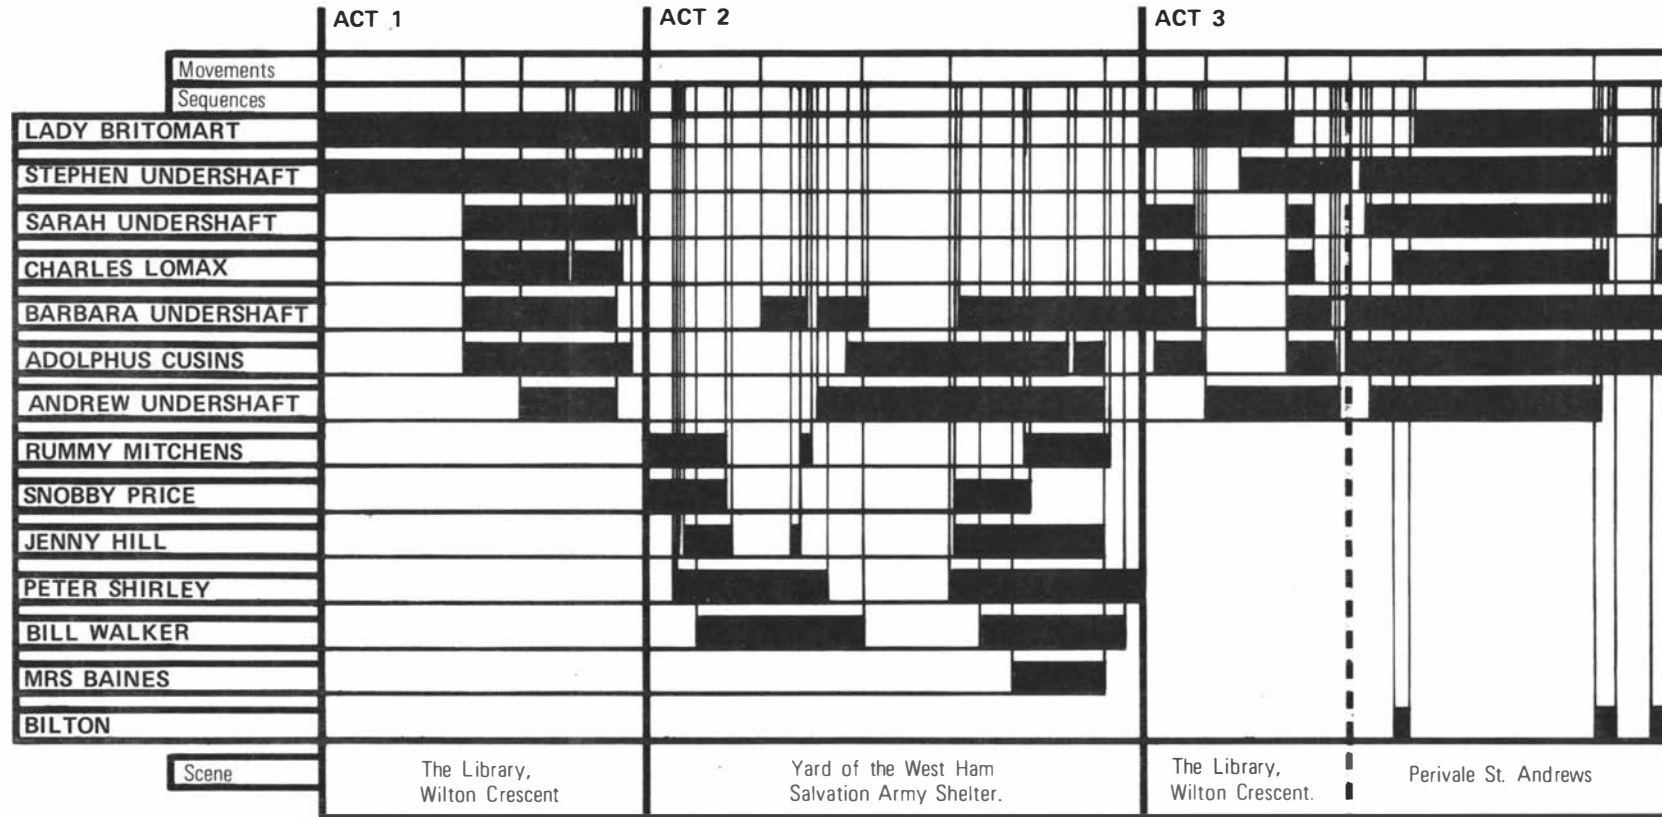 ACT 1
ACT 2
ACT 3
Movements
Sequences
LADY BRITOMART
STEPHEN UNDERSHAFT
SARAH UNDERSHAFT
CHARLES LOMAX
BARBARA UNDERSHAFT
ADOLPHUS CUSINS
ANDREW UNDERSHAFT
RUMMY MITCHENS
SNOBBY PRICE
JENNY HILL
PETER SHIRLEY
BILL WALKER
MRS BAINES
BILTON
Scene
The Library,
Wilton Crescent
Yard of the West Ham
Salvation Army Shelter.
The Library,
Wilton Crescent.
Perivale St. Andrews